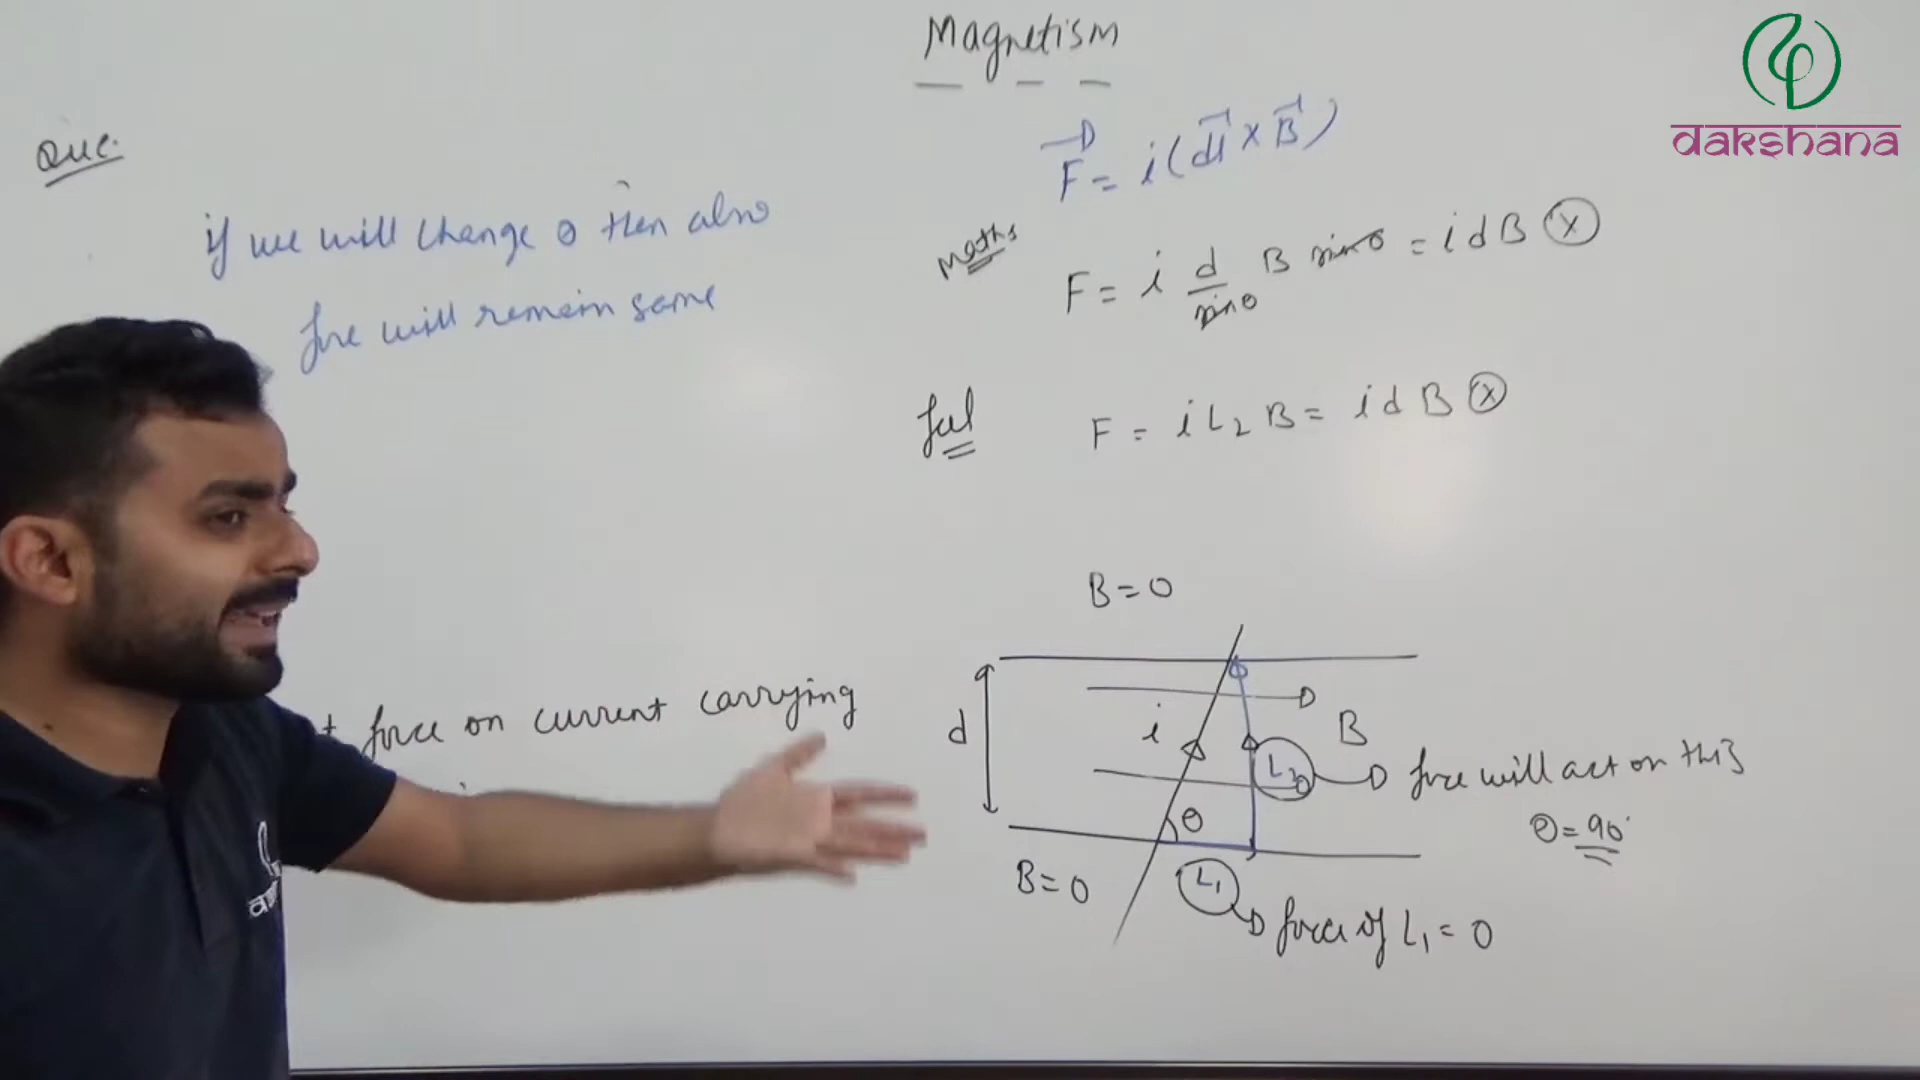 Magnetism
dakshana
Que.
F = i(dl × B)
if we will change θ then also
force will remain same
Maths
F = i d/sinθ B sinθ = i d B ⊗
feel
F = i L₂ B = i d B ⊗
B = 0
force on current carrying
d
i
B
L₂
force will act on this
θ = 90°
θ
B = 0
L₁
force of L₁ = 0